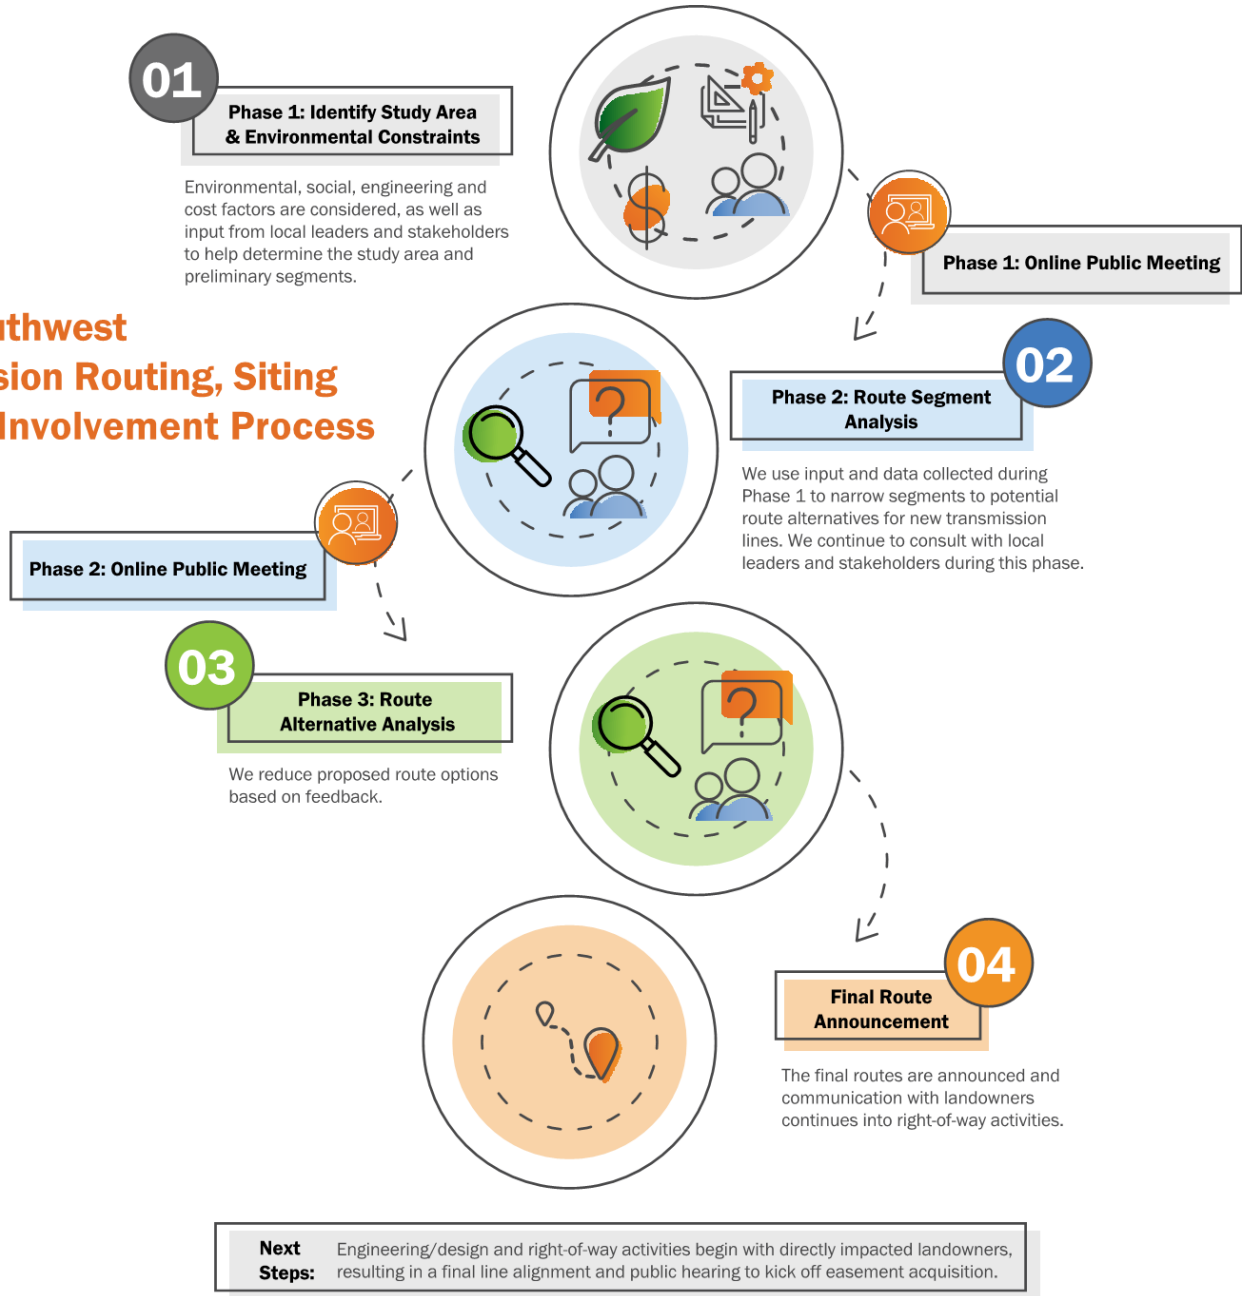 01
Phase 1: Identify Study Area
& Environmental Constraints
Environmental, social, engineering and
cost factors are considered, as well as
input from local leaders and stakeholders
to help determine the study area and
preliminary segments.
Phase 1: Online Public Meeting
uthwest
sion Routing, Siting
Involvement Process
02
Phase 2: Route Segment
Analysis
We use input and data collected during
Phase 1 to narrow segments to potential
route alternatives for new transmission
lines. We continue to consult with local
leaders and stakeholders during this phase.
Phase 2: Online Public Meeting
03
Phase 3: Route
Alternative Analysis
We reduce proposed route options
based on feedback.
04
Final Route
Announcement
The final routes are announced and
communication with landowners
continues into right-of-way activities.
Next Steps: Engineering/design and right-of-way activities begin with directly impacted landowners,
resulting in a final line alignment and public hearing to kick off easement acquisition.